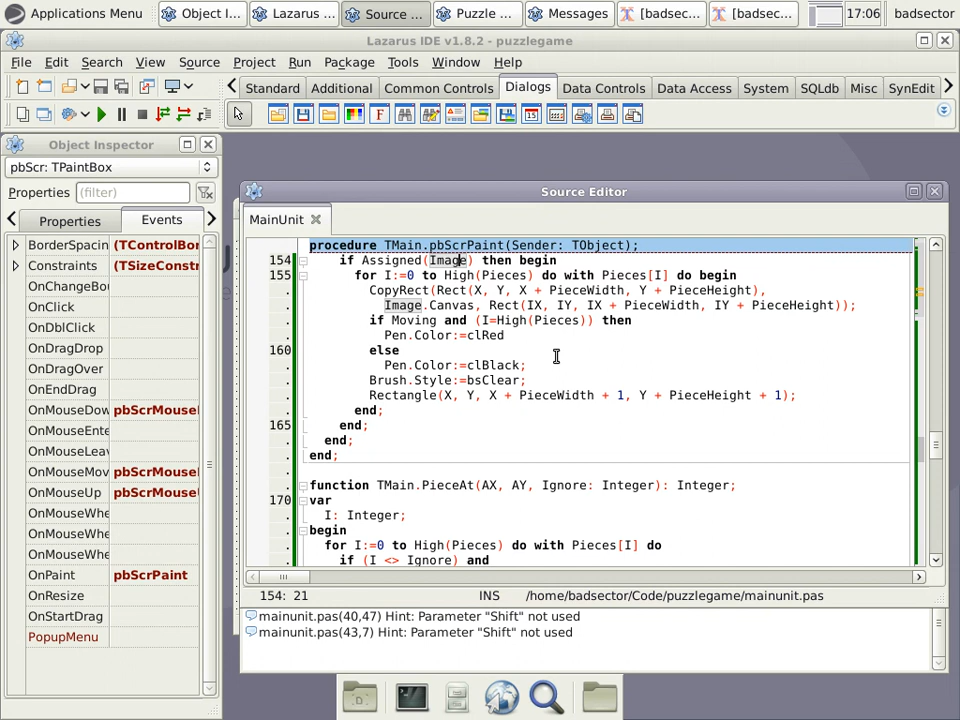 Applications Menu
Object I...
Lazarus ...
Source ...
Puzzle ...
Messages
[badsec...
[badsec...
17:06
badsector
Lazarus IDE v1.8.2 - puzzlegame
File Edit Search View Source Project Run Package Tools Window Help
Standard Additional Common Controls Dialogs Data Controls Data Access System SQLdb Misc SynEdit
Object Inspector
pbScr: TPaintBox
Properties (filter)
Properties Events
BorderSpacin (TControlBor
Constraints (TSizeConstr
OnChangeBou
OnClick
OnDblClick
OnDragDrop
OnDragOver
OnEndDrag
OnMouseDow pbScrMousel
OnMouseEnte
OnMouseLeav
OnMouseMov pbScrMousel
OnMouseUp pbScrMouseU
OnMouseWhe
OnMouseWhe
OnMouseWhe
OnPaint pbScrPaint
OnResize
OnStartDrag
PopupMenu
Source Editor
MainUnit
procedure TMain.pbScrPaint(Sender: TObject);
154 if Assigned(Image) then begin
155 for I:=0 to High(Pieces) do with Pieces[I] do begin
. CopyRect(Rect(X, Y, X + PieceWidth, Y + PieceHeight),
. Image.Canvas, Rect(IX, IY, IX + PieceWidth, IY + PieceHeight));
. if Moving and (I=High(Pieces)) then
. Pen.Color:=clRed
160 else
. Pen.Color:=clBlack;
. Brush.Style:=bsClear;
. Rectangle(X, Y, X + PieceWidth + 1, Y + PieceHeight + 1);
. end;
165 end;
. end;
. end;
.
. function TMain.PieceAt(AX, AY, Ignore: Integer): Integer;
170 var
. I: Integer;
. begin
. for I:=0 to High(Pieces) do with Pieces[I] do
. if (I <> Ignore) and
154: 21 INS /home/badsector/Code/puzzlegame/mainunit.pas
mainunit.pas(40,47) Hint: Parameter "Shift" not used
mainunit.pas(43,7) Hint: Parameter "Shift" not used